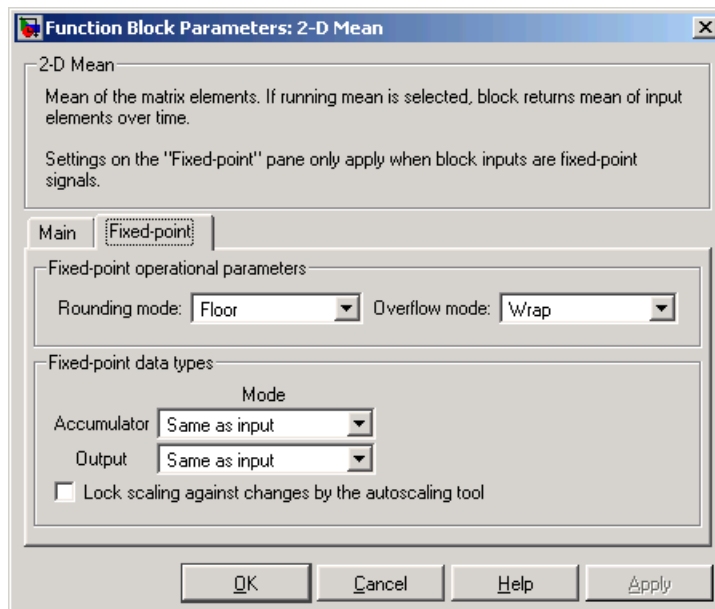 Function Block Parameters: 2-D Mean
2-D Mean
Mean of the matrix elements. If running mean is selected, block returns mean of input
elements over time.
Settings on the "Fixed-point" pane only apply when block inputs are fixed-point
signals.
Main Fixed-point
Fixed-point operational parameters
Rounding mode: Floor Overflow mode: Wrap
Fixed-point data types
Mode
Accumulator Same as input
Output Same as input
Lock scaling against changes by the autoscaling tool
OK Cancel Help Apply